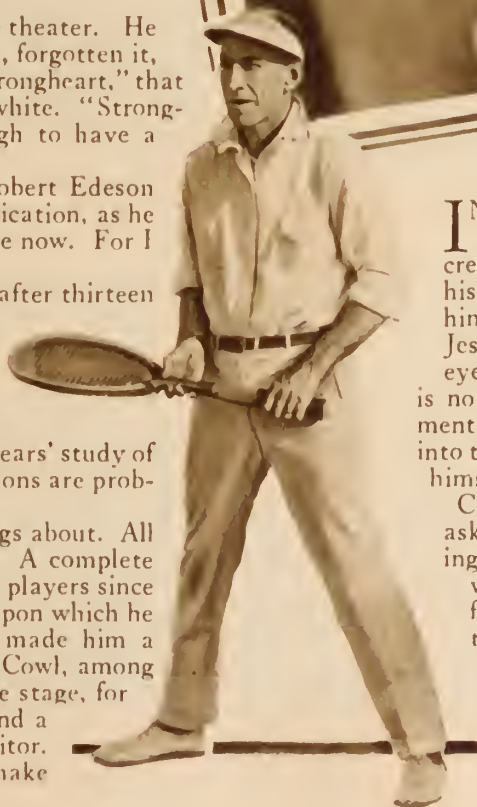 theater. He
, forgotten it,
rongheart," that
white. "Strong-
gh to have a
obert Edeson
ication, as he
e now. For I
after thirteen
ears' study of
ons are prob-
gs about. All
A complete
players since
pon which he
made him a
Cowl, among
e stage, for
nd a
itor.
nake
IN
cre
his
him
Jes
eye
is no
ment
into t
hims
C
ask
ing
w
f
t